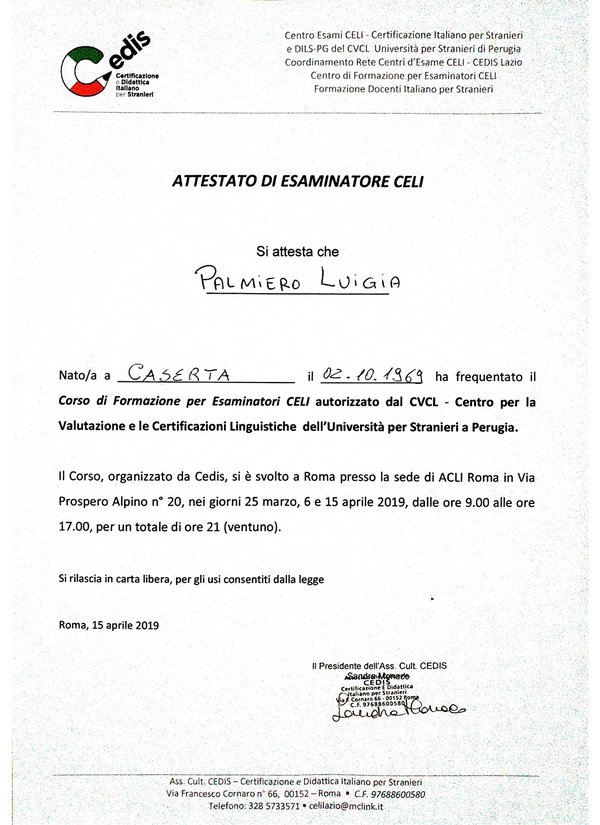 Cedis
Certificazione
e Didattica
Italiano
per Stranieri
Centro Esami CELI - Certificazione Italiano per Stranieri
e DILS-PG del CVCL Università per Stranieri di Perugia
Coordinamento Rete Centri d'Esame CELI - CEDIS Lazio
Centro di Formazione per Esaminatori CELI
Formazione Docenti Italiano per Stranieri
ATTESTATO DI ESAMINATORE CELI
Si attesta che
PALMIERO LUIGIA
Nato/a a CASERTA il 02.10.1969 ha frequentato il
Corso di Formazione per Esaminatori CELI autorizzato dal CVCL - Centro per la
Valutazione e le Certificazioni Linguistiche dell'Università per Stranieri a Perugia.
Il Corso, organizzato da Cedis, si è svolto a Roma presso la sede di ACLI Roma in Via
Prospero Alpino n° 20, nei giorni 25 marzo, 6 e 15 aprile 2019, dalle ore 9.00 alle ore
17.00, per un totale di ore 21 (ventuno).
Si rilascia in carta libera, per gli usi consentiti dalla legge
Roma, 15 aprile 2019
Il Presidente dell'Ass. Cult. CEDIS
Sandra Monaco
CEDIS
Certificazione E Didattica
Italiano per Stranieri
Via F. Cornaro 66 - 00152 Roma
C.F. 97688600580
Sandra Monaco
Ass. Cult. CEDIS – Certificazione e Didattica Italiano per Stranieri
Via Francesco Cornaro n° 66, 00152 – Roma ▪ C.F. 97688600580
Telefono: 328 5733571 ▪ celilazio@mclink.it